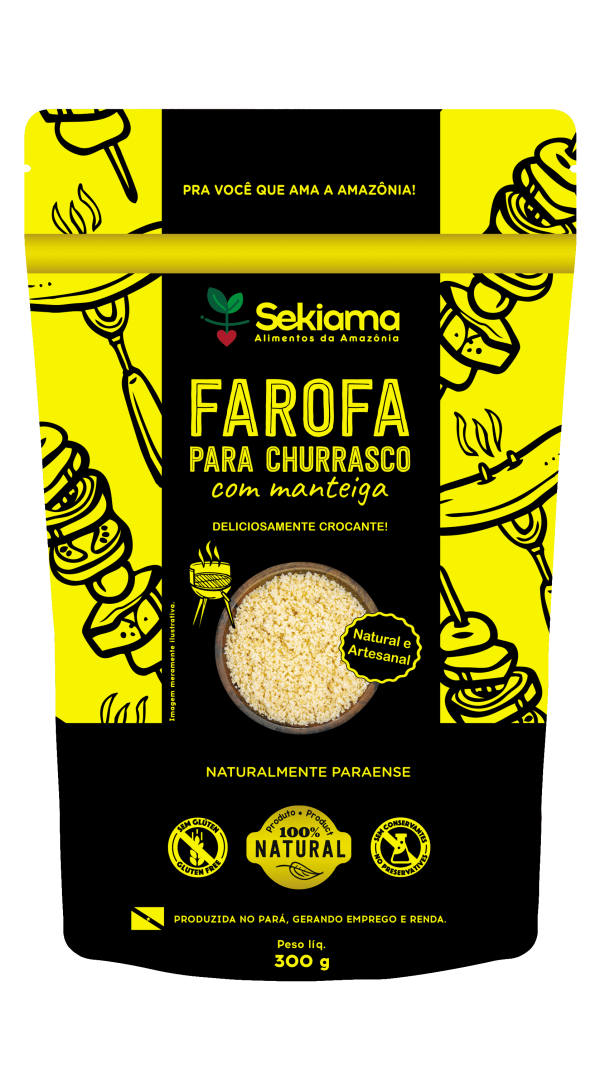 PRA VOCÊ QUE AMA A AMAZÔNIA!
Sekiama
Alimentos da Amazônia
FAROFA
PARA CHURRASCO
com manteiga
DELICIOSAMENTE CROCANTE!
Natural e
Artesanal
Imagem meramente ilustrativa.
NATURALMENTE PARAENSE
SEM GLÚTEN
GLUTEN FREE
Produto • Product
100%
NATURAL
SEM CONSERVANTES
NO PRESERVATIVES
PRODUZIDA NO PARÁ, GERANDO EMPREGO E RENDA.
Peso líq.
300 g